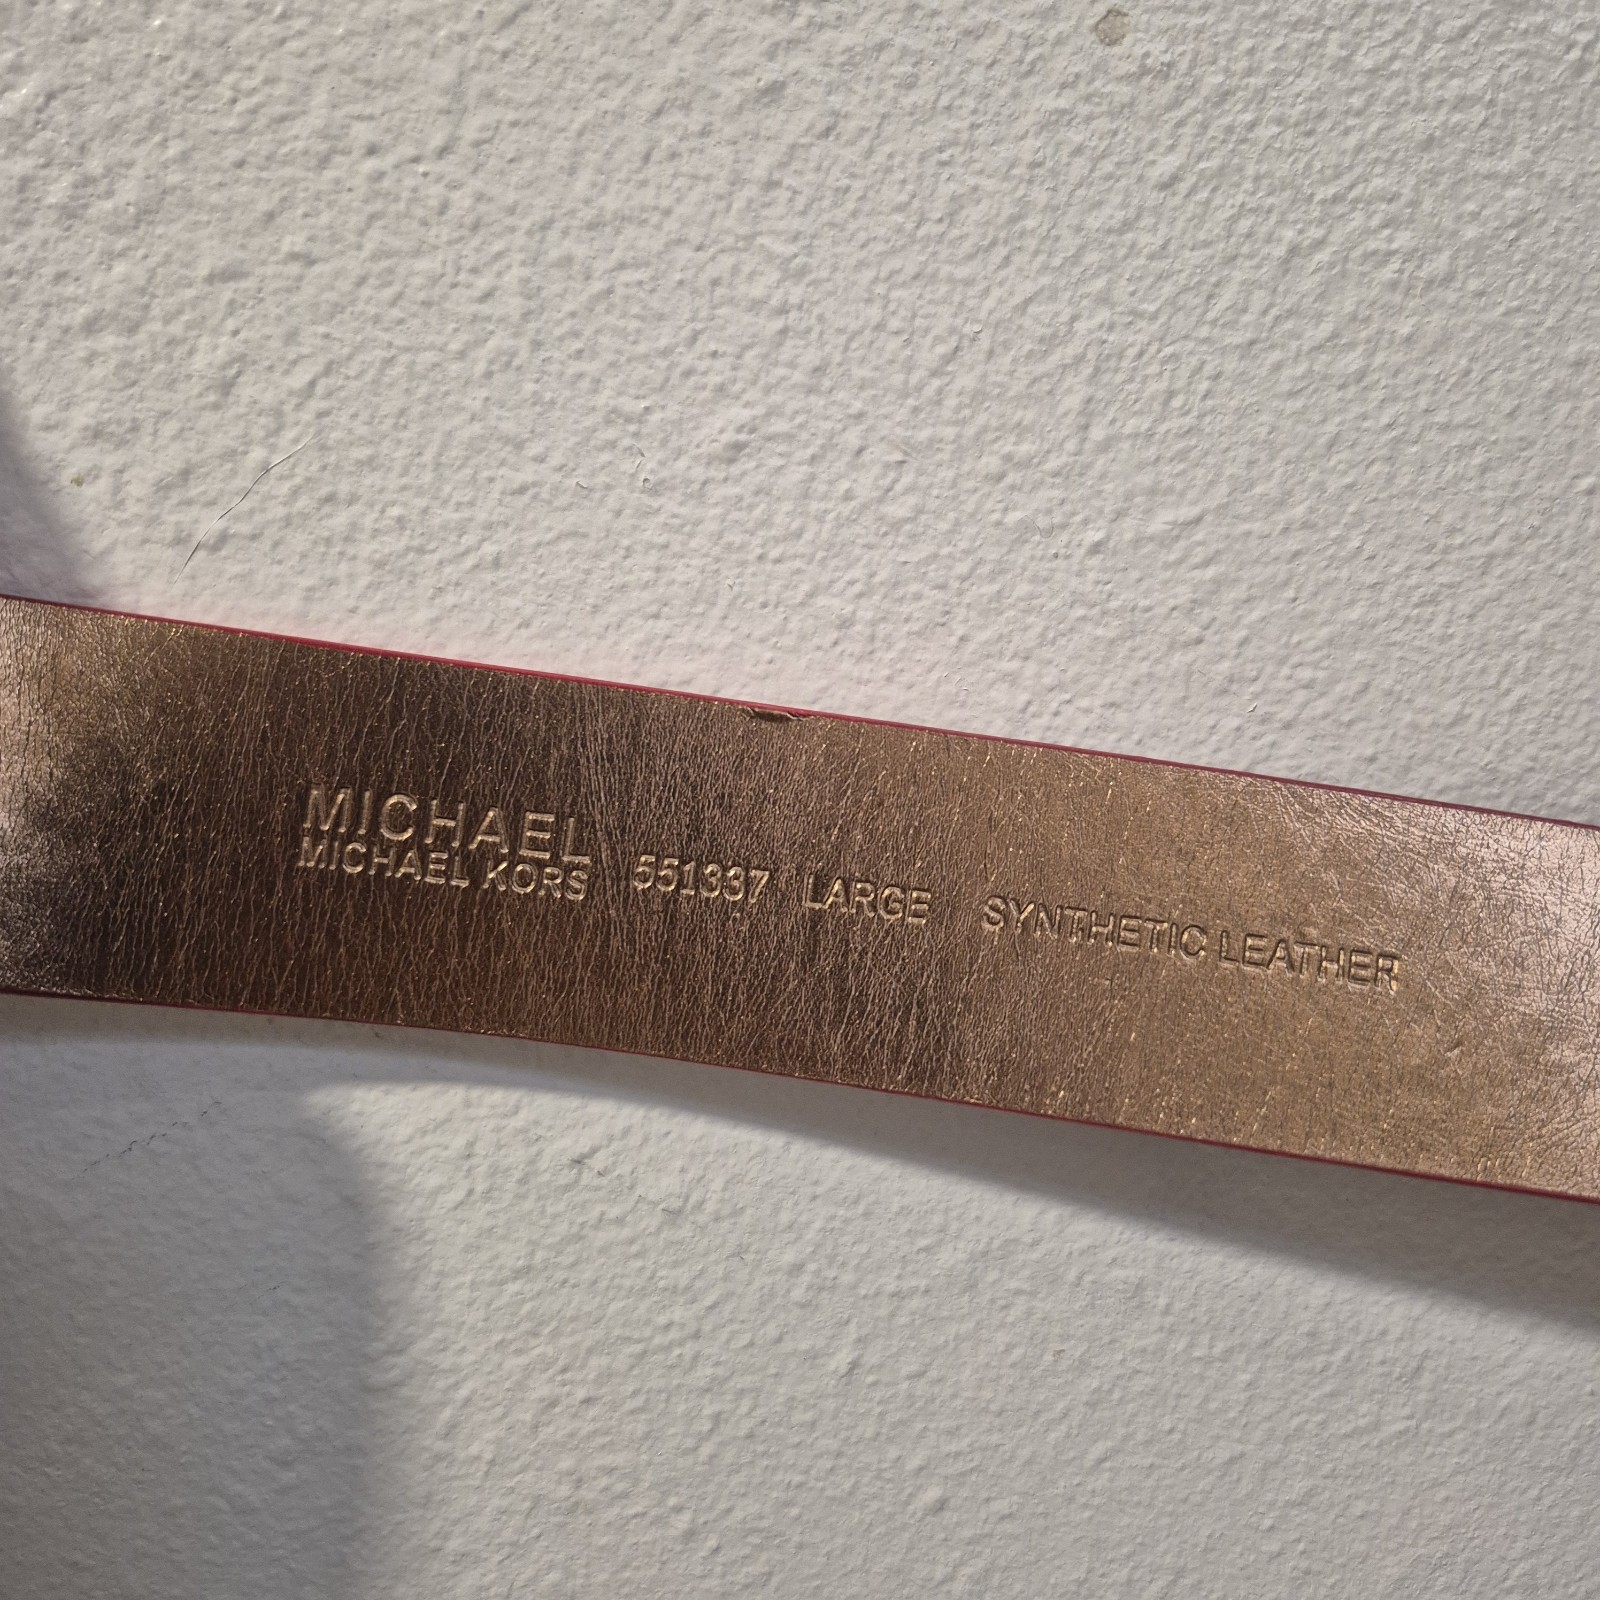 MICHAEL
MICHAEL KORS 551337 LARGE SYNTHETIC LEATHER